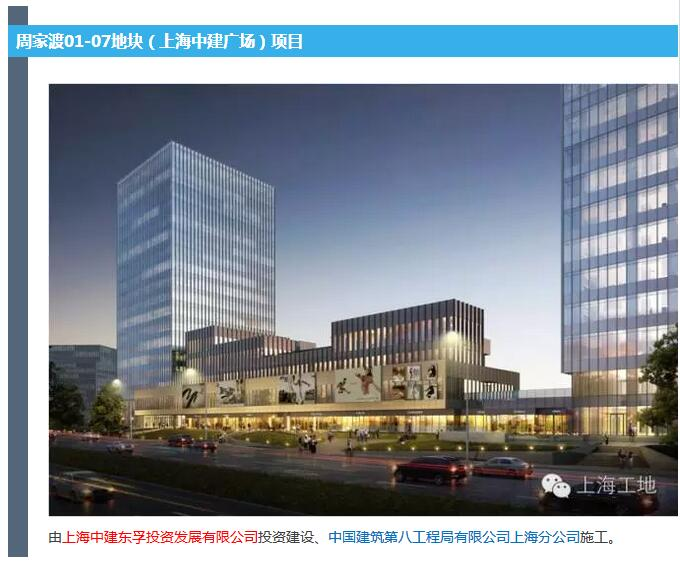 周家渡01-07地块（上海中建广场）项目
上海工地
由上海中建东孚投资发展有限公司投资建设、中国建筑第八工程局有限公司上海分公司施工。